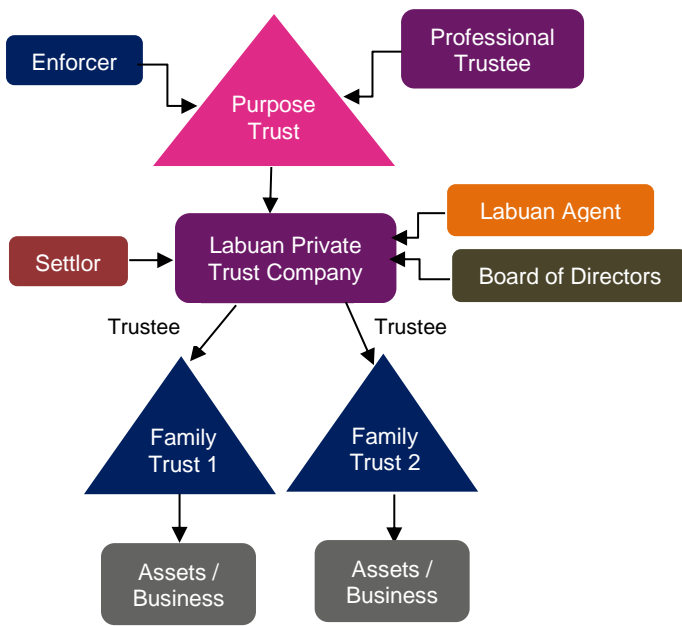 Enforcer
Professional
Trustee
Purpose
Trust
Labuan Agent
Settlor
Labuan Private
Trust Company
Board of Directors
Trustee
Trustee
Family
Trust 1
Family
Trust 2
Assets /
Business
Assets /
Business